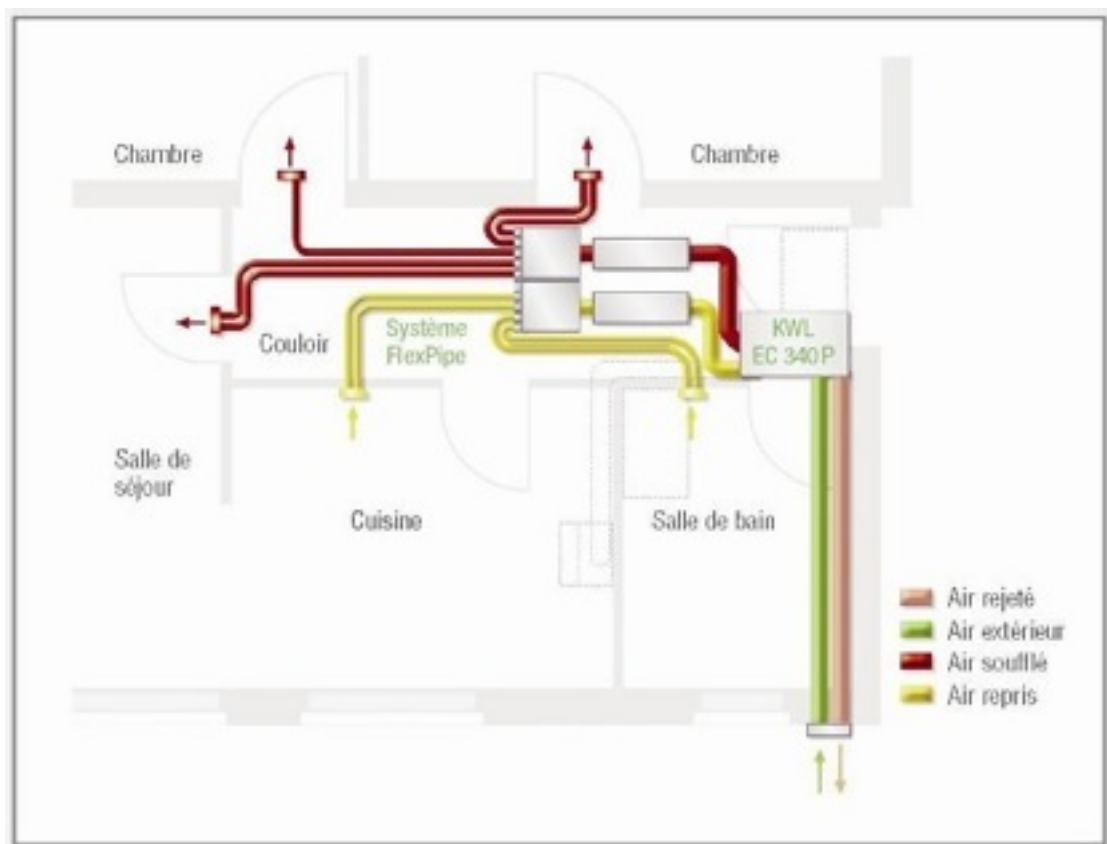 Chambre
Chambre
KWL
EC 340 P
Système
FlexPipe
Couloir
Salle de
séjour
Cuisine
Salle de bain
Air rejeté
Air extérieur
Air soufflé
Air repris